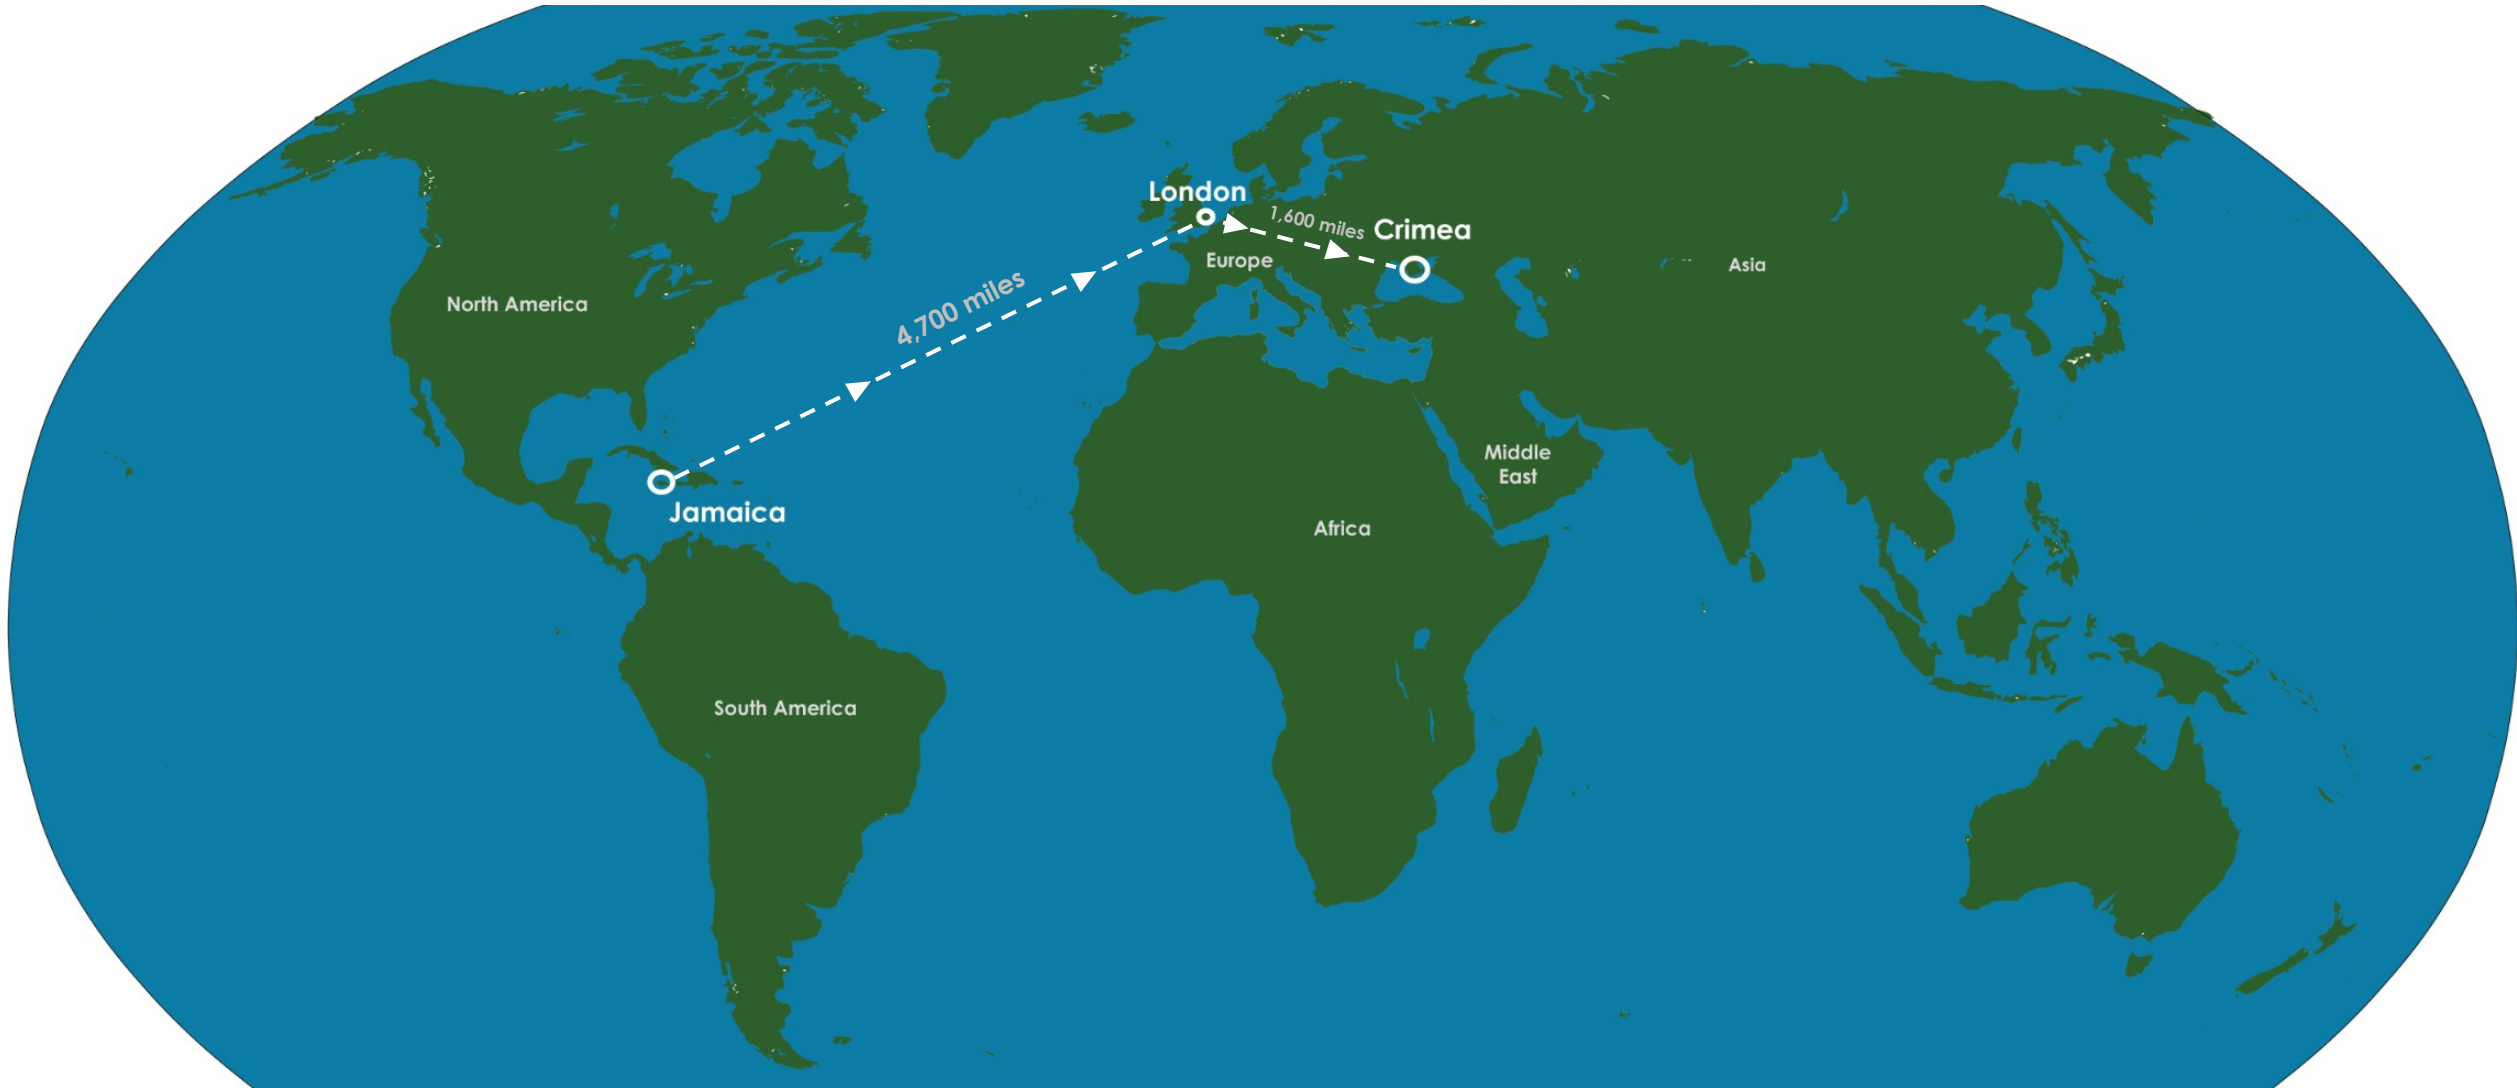 London
1,600 miles
Crimea
Europe
Asia
4,700 miles
North America
Middle
East
Jamaica
Africa
South America